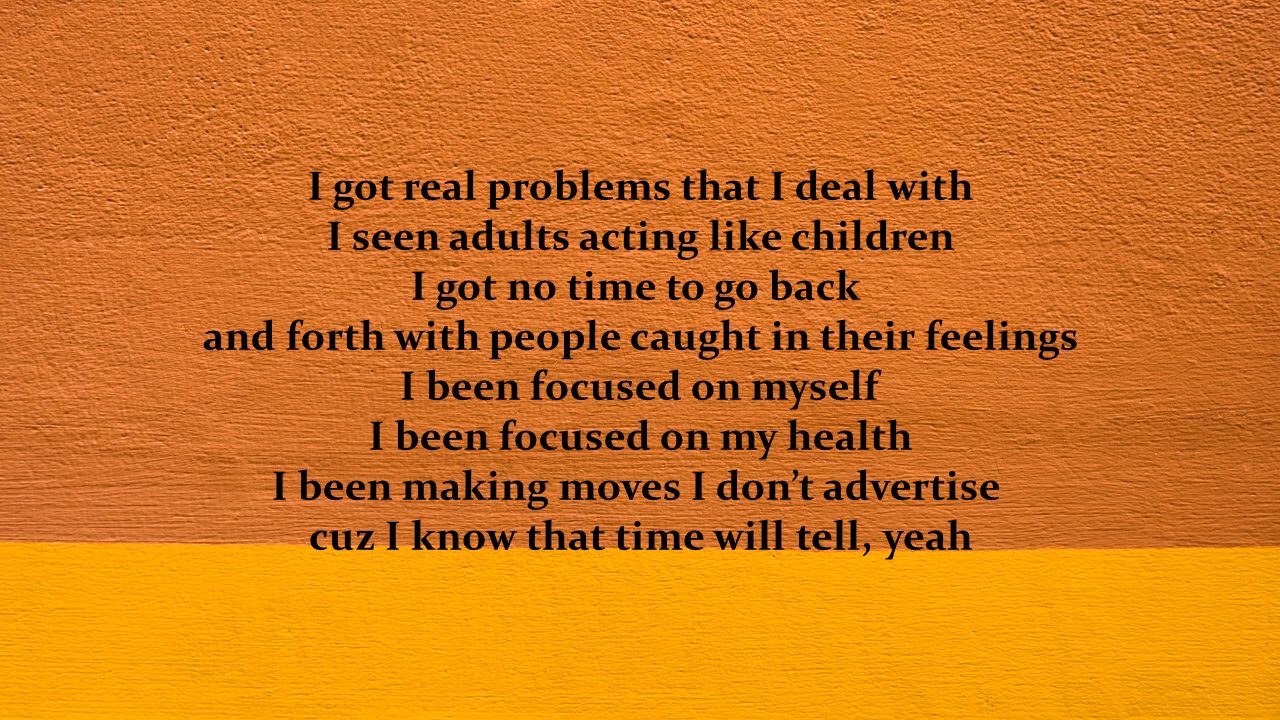 I got real problems that I deal with
I seen adults acting like children
I got no time to go back
and forth with people caught in their feelings
I been focused on myself
I been focused on my health
I been making moves I don’t advertise
cuz I know that time will tell, yeah